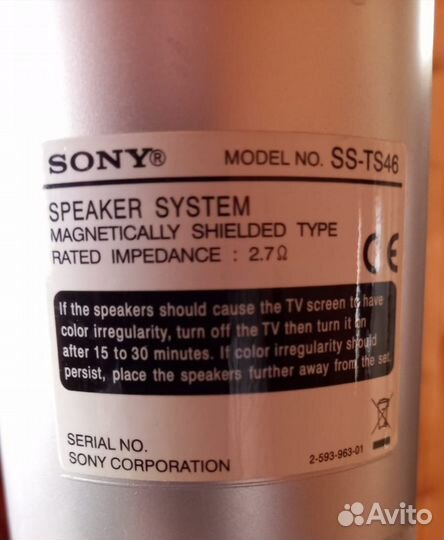 SONY® MODEL NO. SS-TS46
SPEAKER SYSTEM
MAGNETICALLY SHIELDED TYPE
RATED IMPEDANCE : 2.7Ω
CE
If the speakers should cause the TV screen to have
color irregularity, turn off the TV then turn it on
after 15 to 30 minutes. If color irregularity should
persist, place the speakers further away from the set.
SERIAL NO.
SONY CORPORATION
2-593-963-01
Avito